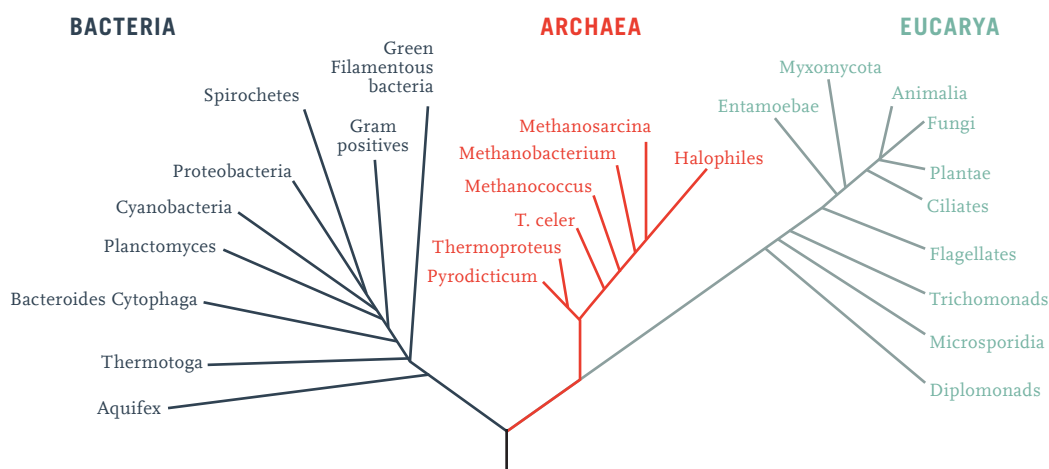 BACTERIA
ARCHAEA
EUCARYA
Green
Filamentous
bacteria
Spirochetes
Gram
positives
Proteobacteria
Cyanobacteria
Planctomyces
Bacteroides Cytophaga
Thermotoga
Aquifex
Methanosarcina
Methanobacterium
Halophiles
Methanococcus
T. celer
Thermoproteus
Pyrodicticum
Myxomycota
Entamoebae
Animalia
Fungi
Plantae
Ciliates
Flagellates
Trichomonads
Microsporidia
Diplomonads